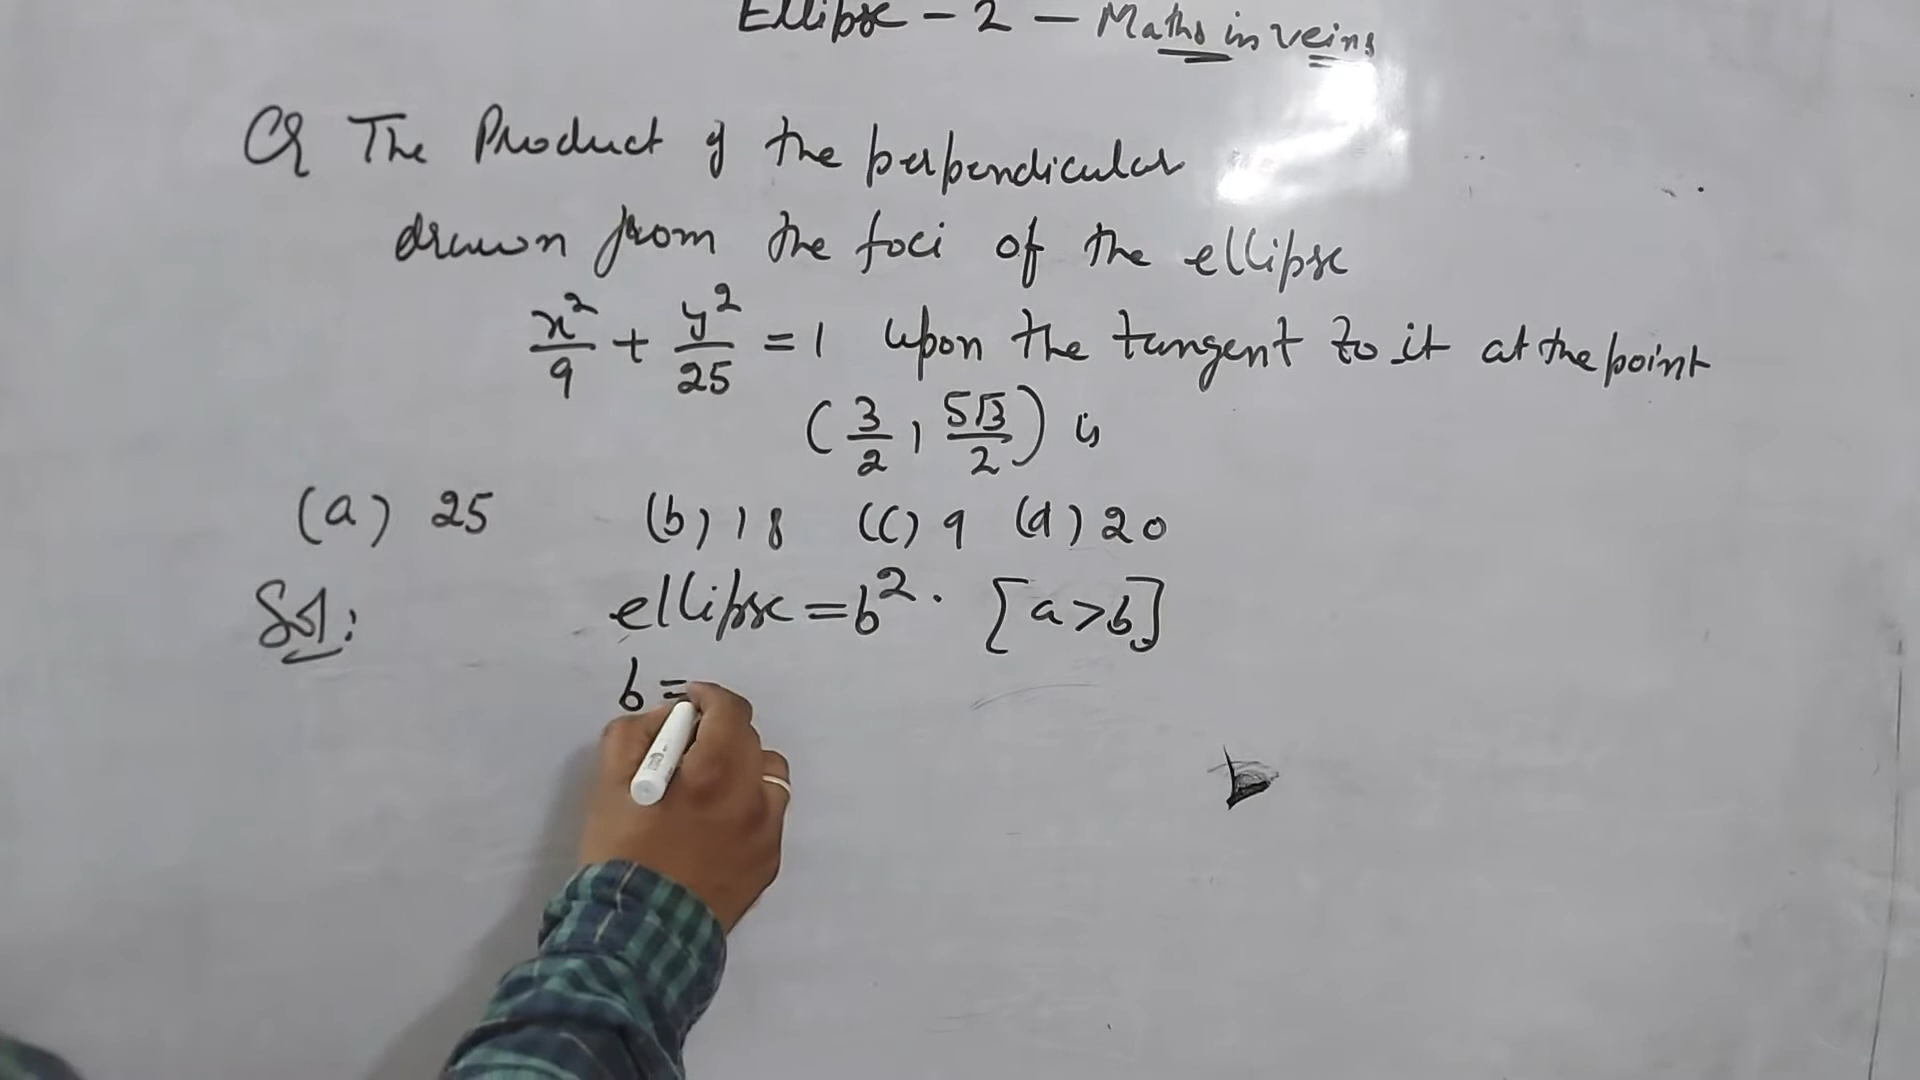 Ellipse - 2 - Maths in veins
Q The Product of the perpendicular
drawn from the foci of the ellipse
x²/9 + y²/25 = 1 upon the tangent to it at the point
(3/2, 5√3/2) is
(a) 25 (b) 18 (c) 9 (d) 20
Sol: ellipse = b². [a>b]
b =